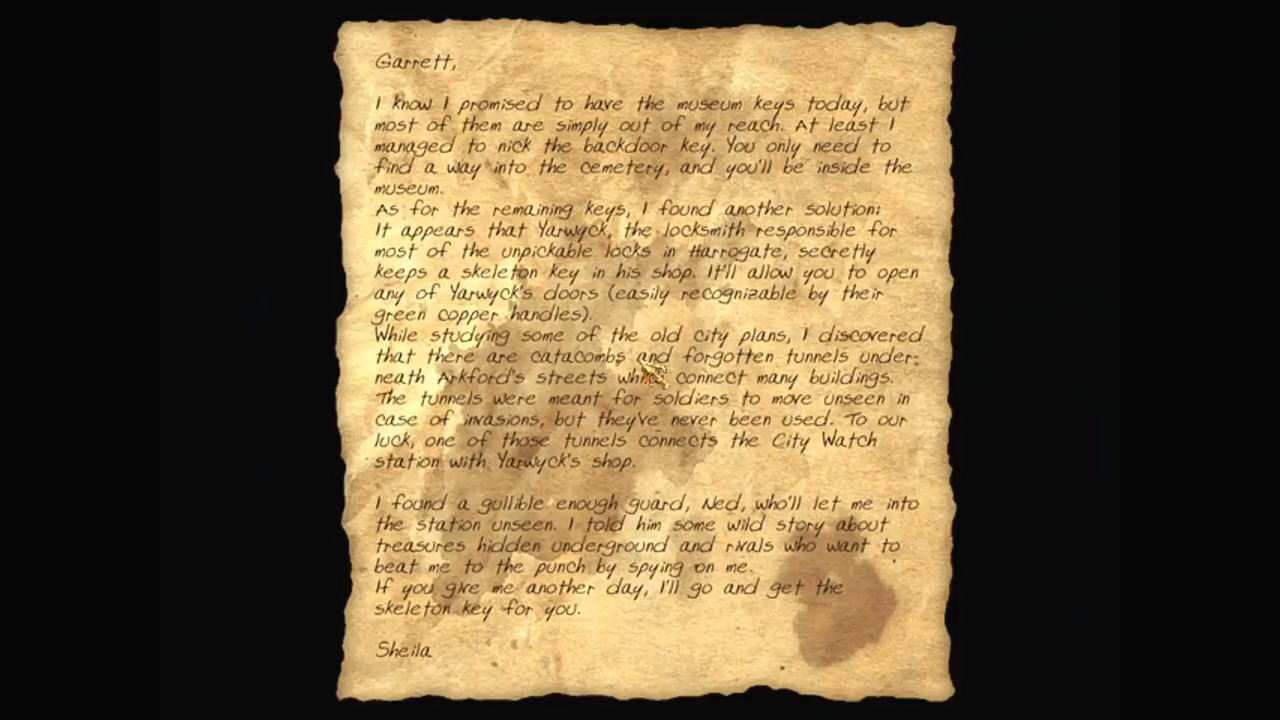 Garrett,
I know I promised to have the museum keys today, but
most of them are simply out of my reach. At least I
managed to nick the backdoor key. You only need to
find a way into the cemetery, and you'll be inside the
museum.
As for the remaining keys, I found another solution:
It appears that Yarwyck, the locksmith responsible for
most of the unpickable locks in Harrogate, secretly
keeps a skeleton key in his shop. It'll allow you to open
any of Yarwyck's doors (easily recognizable by their
green copper handles).
While studying some of the old city plans, I discovered
that there are catacombs and forgotten tunnels under-
neath Arkford's streets which connect many buildings.
The tunnels were meant for soldiers to move unseen in
case of invasions, but they've never been used. To our
luck, one of those tunnels connects the City Watch
station with Yarwyck's shop.
I found a gullible enough guard, Ned, who'll let me into
the station unseen. I told him some wild story about
treasures hidden underground and rivals who want to
beat me to the punch by spying on me.
If you give me another day, I'll go and get the
skeleton key for you.
Sheila